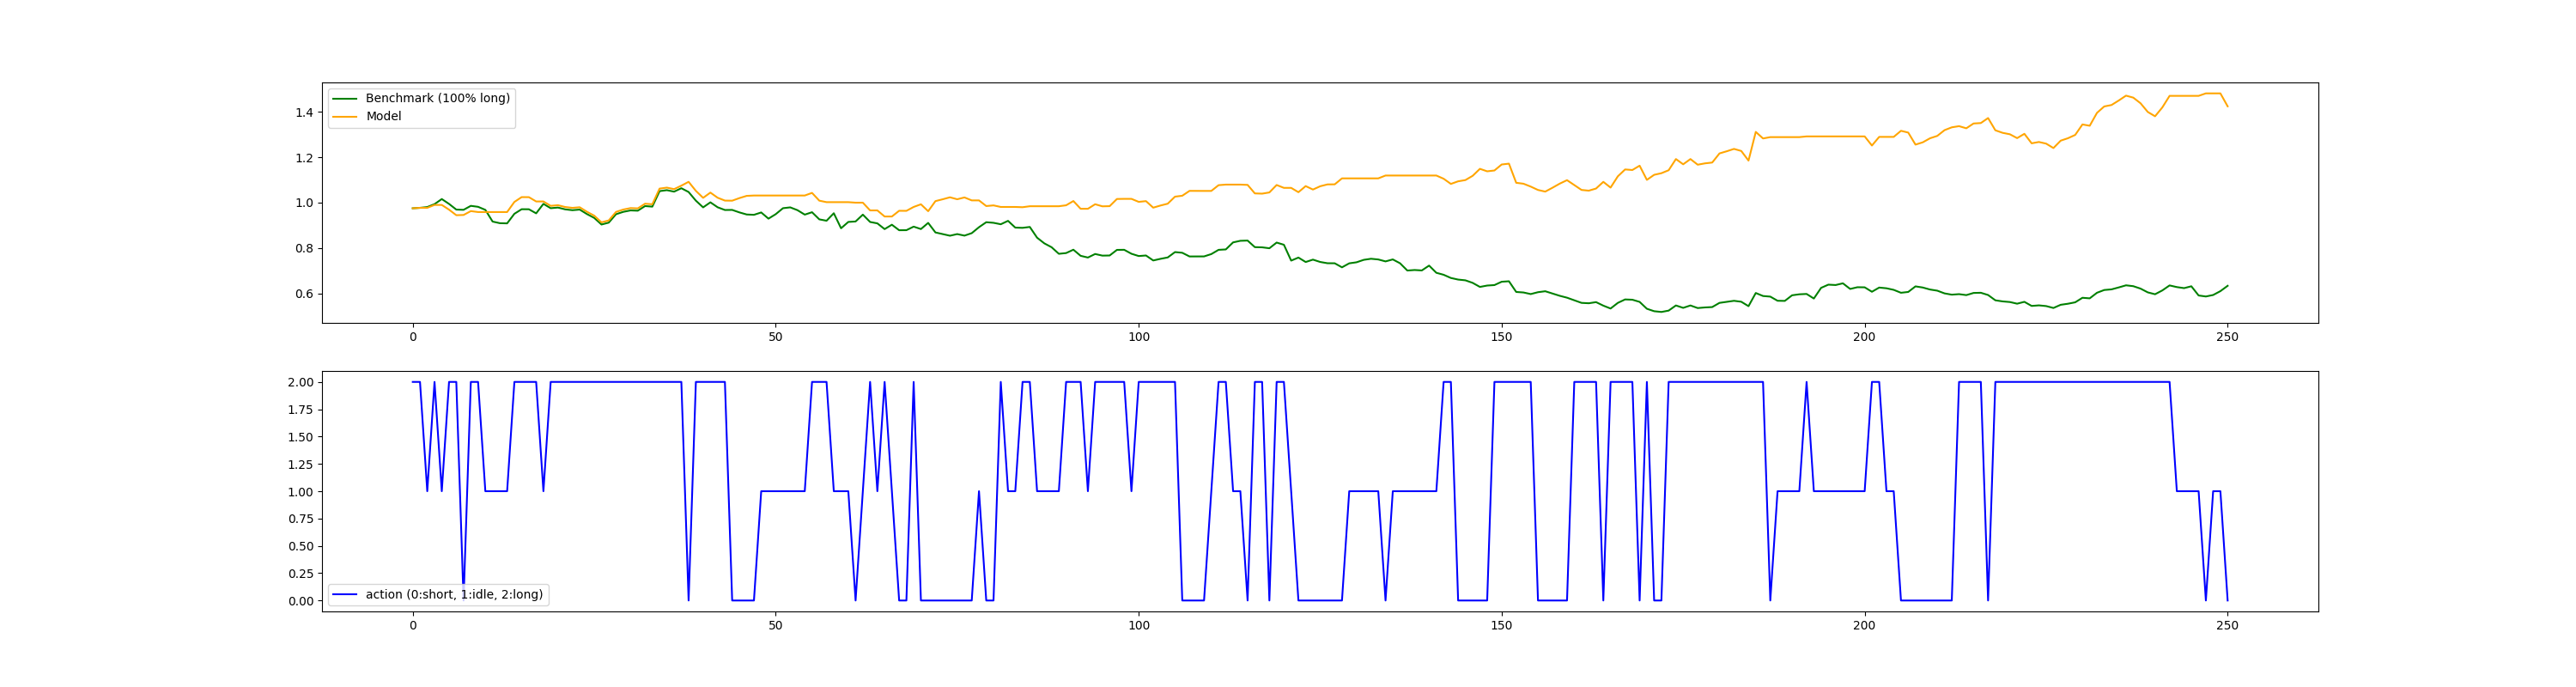 Benchmark (100% long)
Model
1.4
1.2
1.0
0.8
0.6
0 50 100 150 200 250
2.00
1.75
1.50
1.25
1.00
0.75
0.50
0.25
0.00
action (0:short, 1:idle, 2:long)
0 50 100 150 200 250